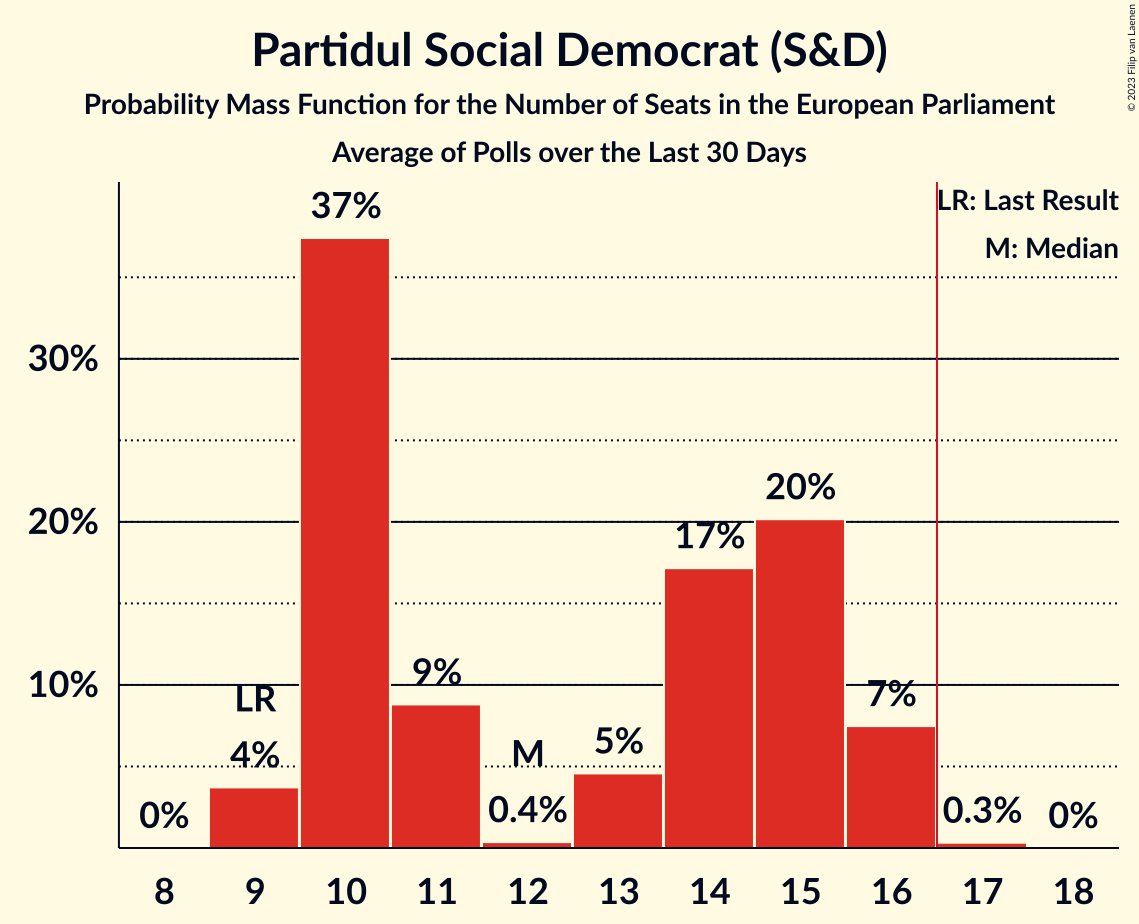 Partidul Social Democrat (S&D)
Probability Mass Function for the Number of Seats in the European Parliament
Average of Polls over the Last 30 Days
© 2023 Filip van Laenen
LR: Last Result
M: Median
37%
30%
20%
20%
17%
10%
9%
7%
LR
4%
M
5%
0%
0.4%
0.3%
0%
8 9 10 11 12 13 14 15 16 17 18